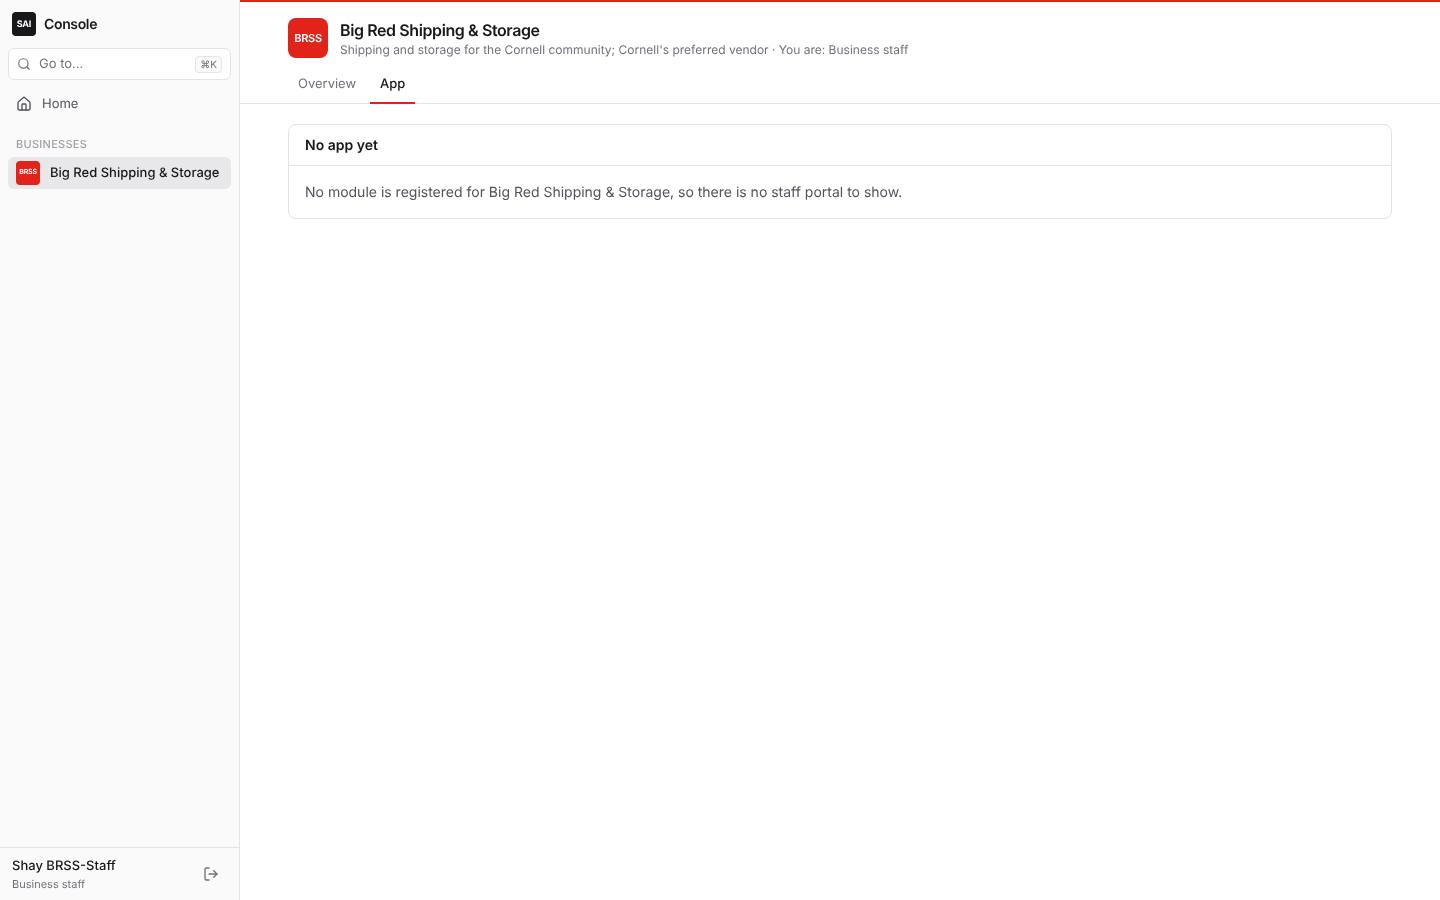 SAI Console
Go to... ⌘K
Home
BUSINESSES
BRSS Big Red Shipping & Storage
BRSS
Big Red Shipping & Storage
Shipping and storage for the Cornell community; Cornell's preferred vendor · You are: Business staff
Overview App
No app yet
No module is registered for Big Red Shipping & Storage, so there is no staff portal to show.
Shay BRSS-Staff
Business staff